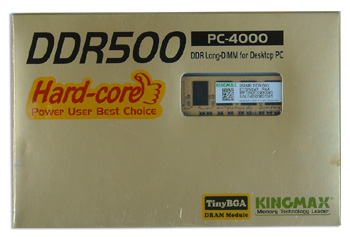 DDR500
PC-4000
DDR Long-DIMM for Desktop PC
Hard-core
Power User Best Choice
KINGMAX
TinyBGA
DRAM Module
KINGMAX
Memory Technology Leader